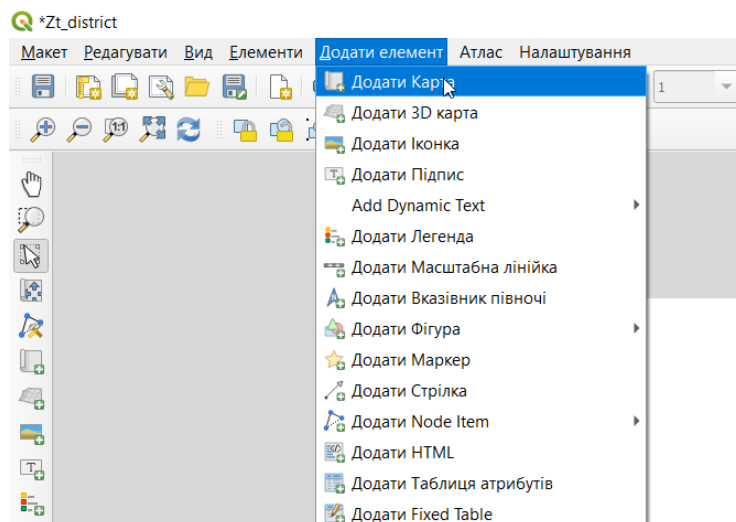 *Zt_district
Макет Редагувати Вид Елементи Додати елемент Атлас Налаштування
Додати Карта
1
Додати 3D карта
1:1
Додати Іконка
Додати Підпис
Add Dynamic Text
Додати Легенда
Додати Масштабна лінійка
Додати Вказівник півночі
Додати Фігура
Додати Маркер
Додати Стрілка
Додати Node Item
Додати HTML
Додати Таблиця атрибутів
Додати Fixed Table